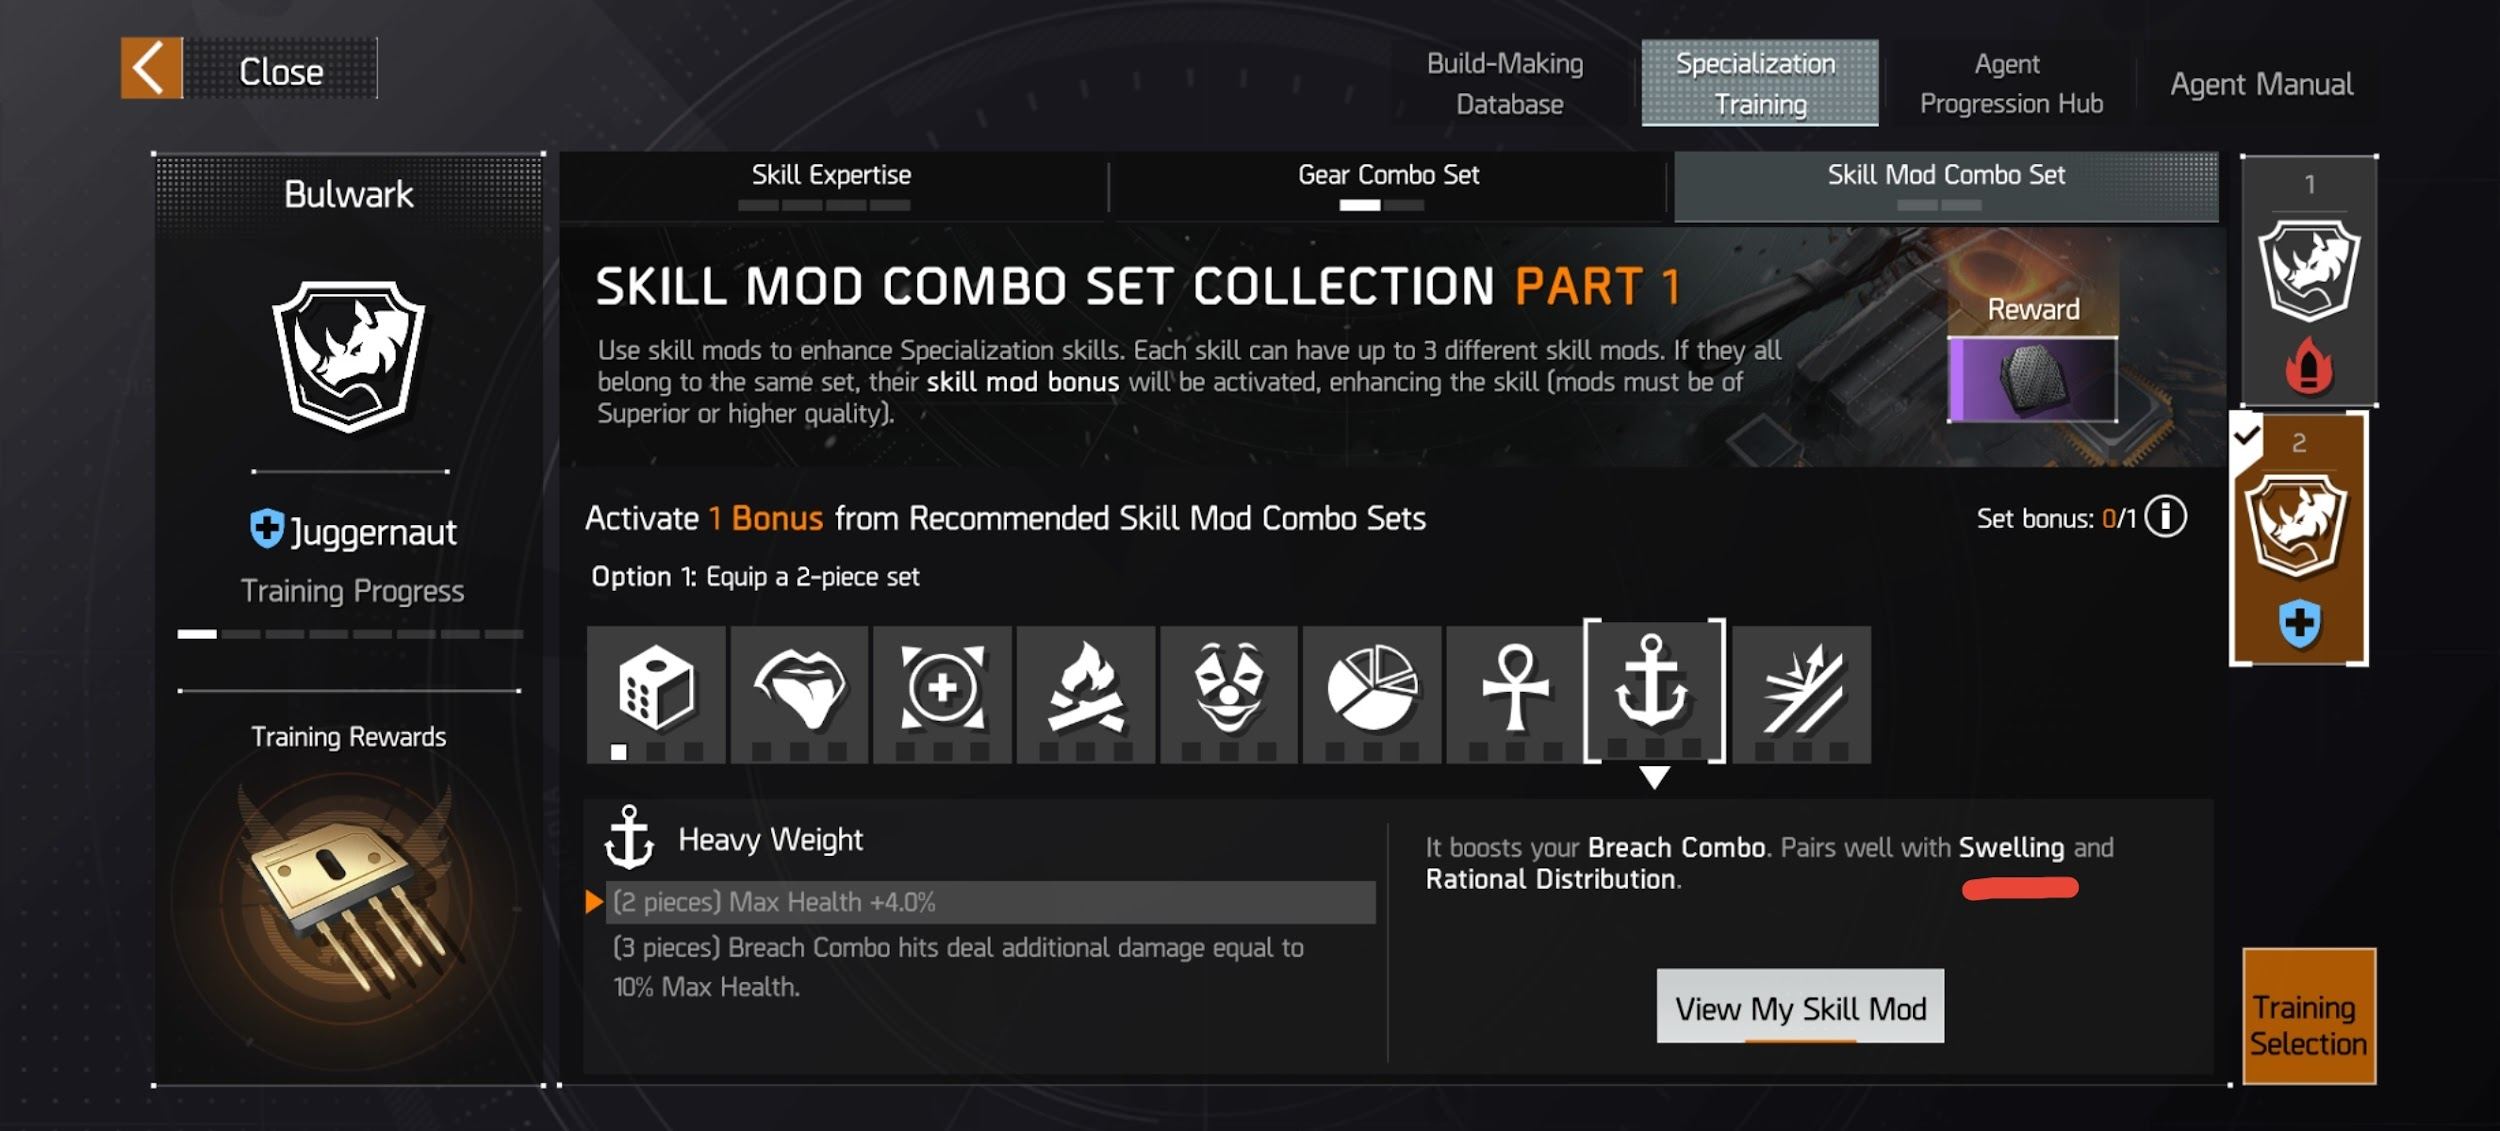 Close
Build-Making
Database
Specialization
Training
Agent
Progression Hub
Agent Manual
Bulwark
Juggernaut
Training Progress
Training Rewards
Skill Expertise
Gear Combo Set
Skill Mod Combo Set
SKILL MOD COMBO SET COLLECTION PART 1
Use skill mods to enhance Specialization skills. Each skill can have up to 3 different skill mods. If they all
belong to the same set, their skill mod bonus will be activated, enhancing the skill (mods must be of
Superior or higher quality).
Reward
Activate 1 Bonus from Recommended Skill Mod Combo Sets
Set bonus: 0/1
Option 1: Equip a 2-piece set
Heavy Weight
(2 pieces) Max Health +4.0%
(3 pieces) Breach Combo hits deal additional damage equal to
10% Max Health.
It boosts your Breach Combo. Pairs well with Swelling and
Rational Distribution.
View My Skill Mod
1
2
Training
Selection